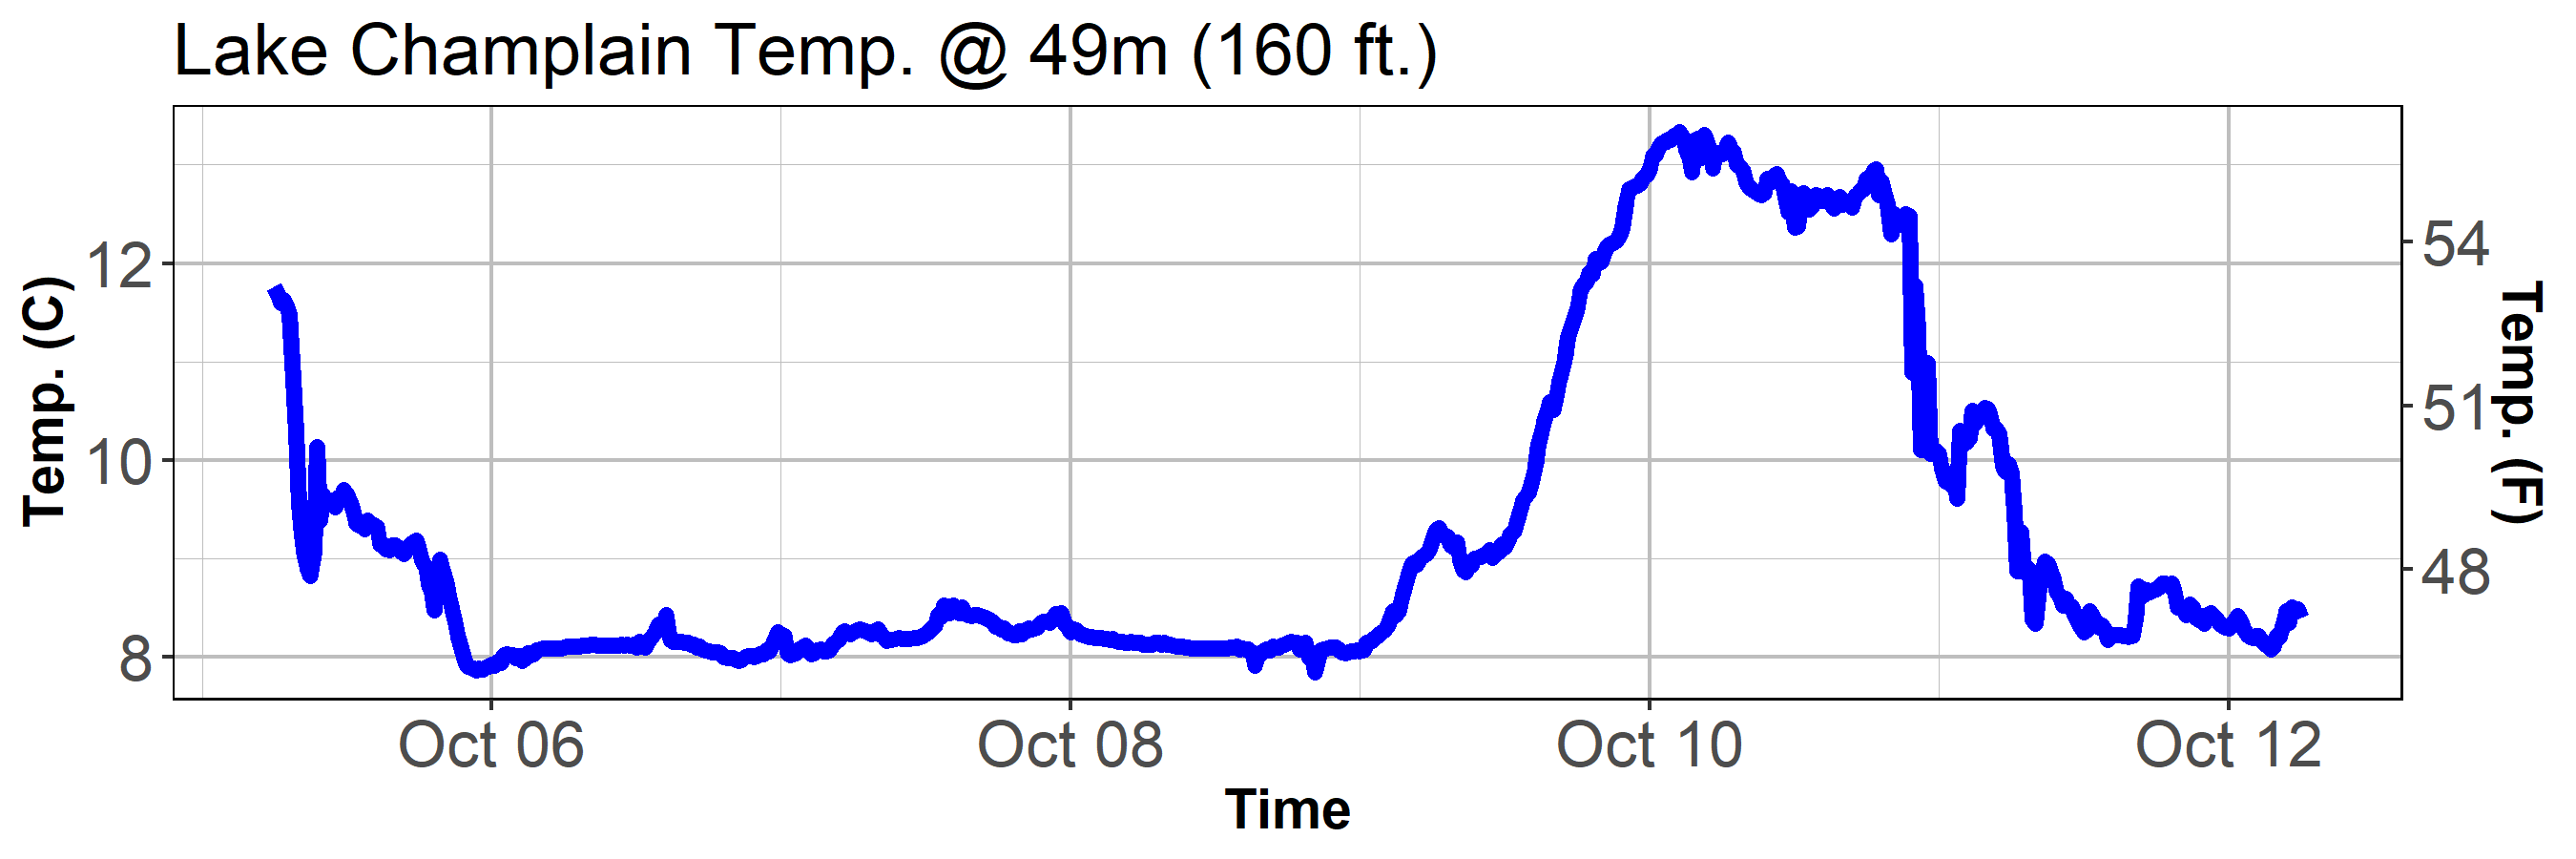 Lake Champlain Temp. @ 49m (160 ft.)
Temp. (C)
12
10
8
54
51
48
Temp. (F)
Oct 06
Oct 08
Oct 10
Oct 12
Time